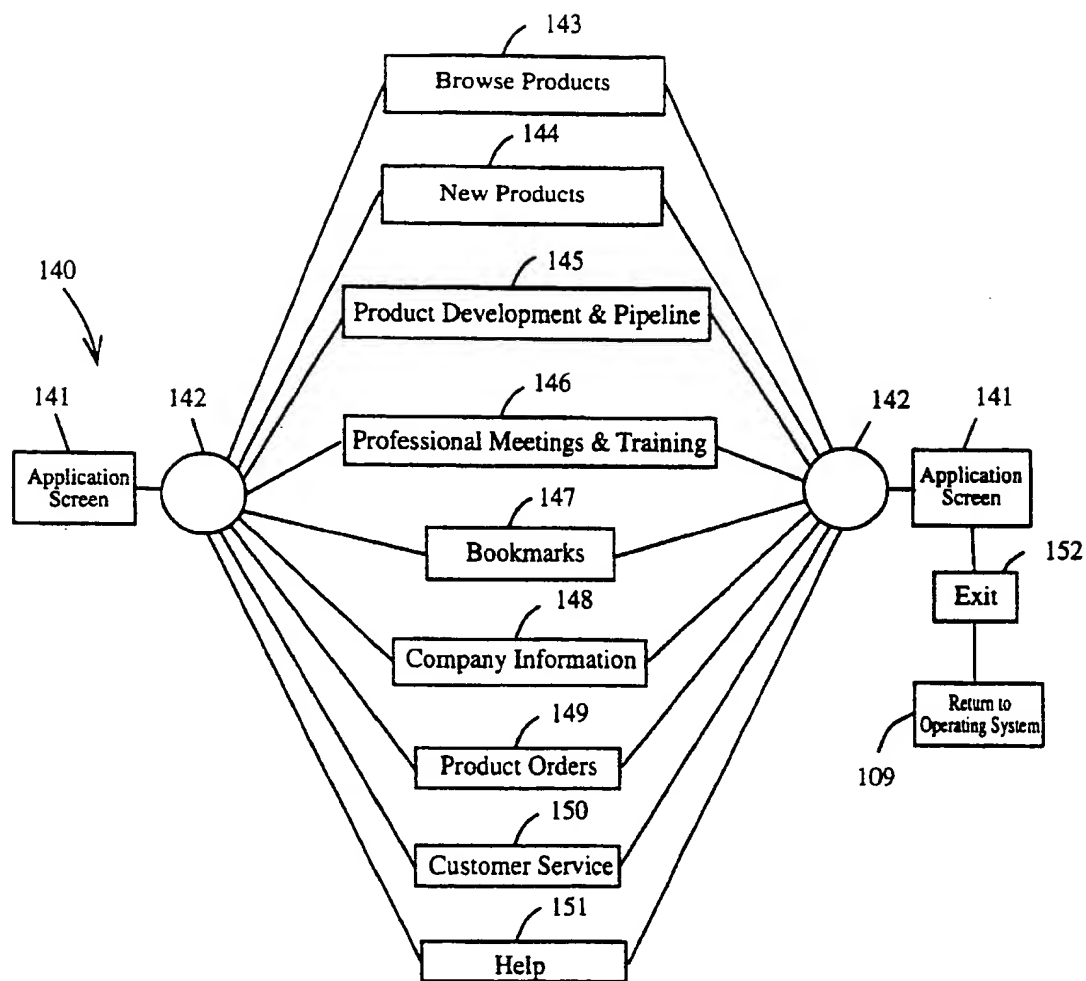 143
Browse Products
144
New Products
145
Product Development & Pipeline
140
146
Professional Meetings & Training
141
142
Application
Screen
147
Bookmarks
142
141
Application
Screen
152
Exit
148
Company Information
149
Product Orders
Return to
Operating System
109
150
Customer Service
151
Help